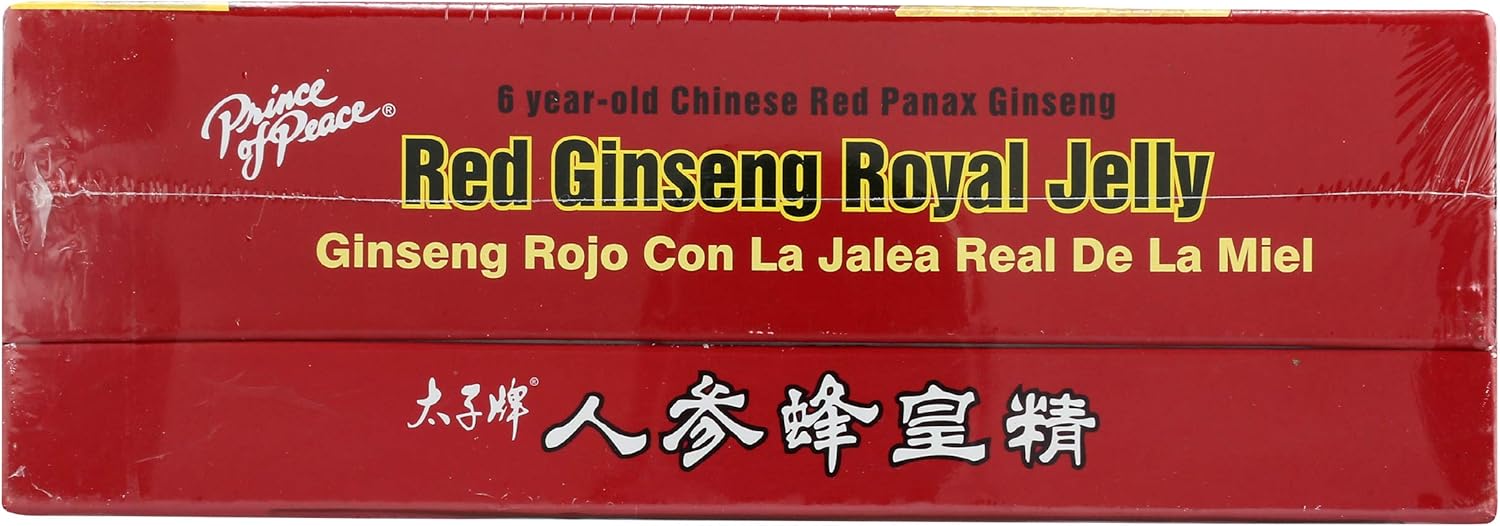 Prince
of Peace®
6 year-old Chinese Red Panax Ginseng
Red Ginseng Royal Jelly
Ginseng Rojo Con La Jalea Real De La Miel
太子牌® 人参蜂皇精